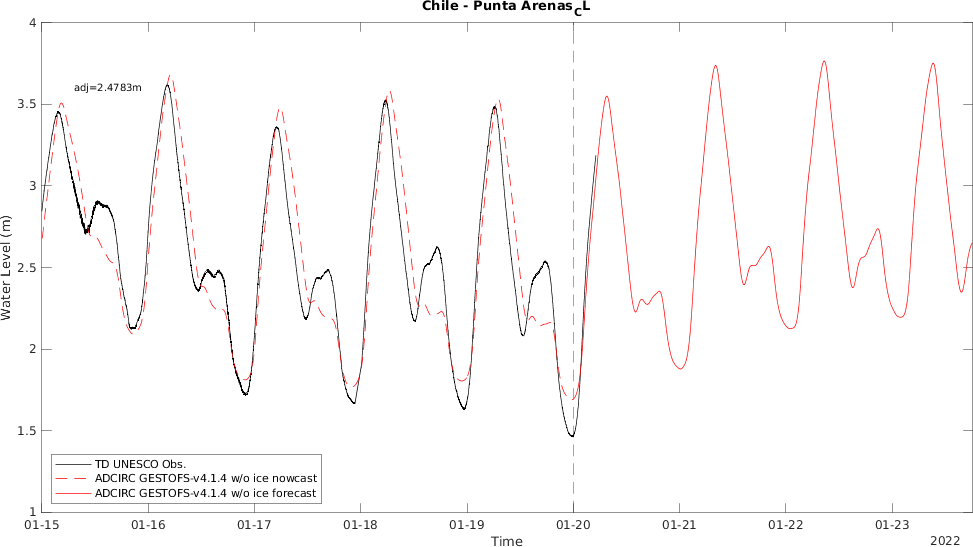 Chile - Punta Arenas_CL
adj=2.4783m
4
3.5
3
2.5
2
1.5
1
Water Level (m)
TD UNESCO Obs.
ADCIRC GESTOFS-v4.1.4 w/o ice nowcast
ADCIRC GESTOFS-v4.1.4 w/o ice forecast
01-15 01-16 01-17 01-18 01-19 01-20 01-21 01-22 01-23
Time
2022